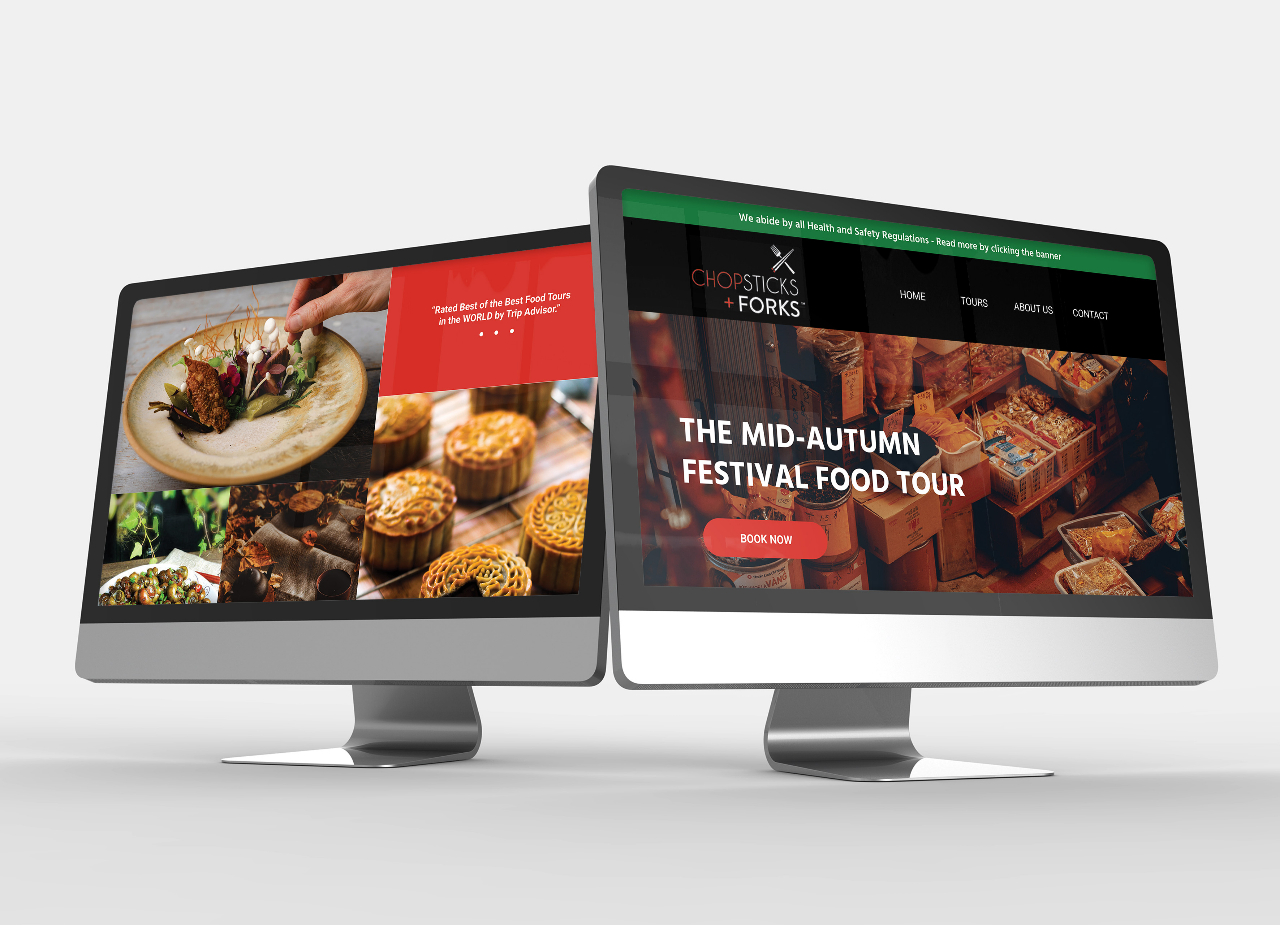 "Rated Best of the Best Food Tours
in the WORLD by Trip Advisor."
We abide by all Health and Safety Regulations - Read more by clicking the banner
CHOPSTICKS
+ FORKS™
HOME TOURS ABOUT US CONTACT
THE MID-AUTUMN
FESTIVAL FOOD TOUR
BOOK NOW
VÀNG